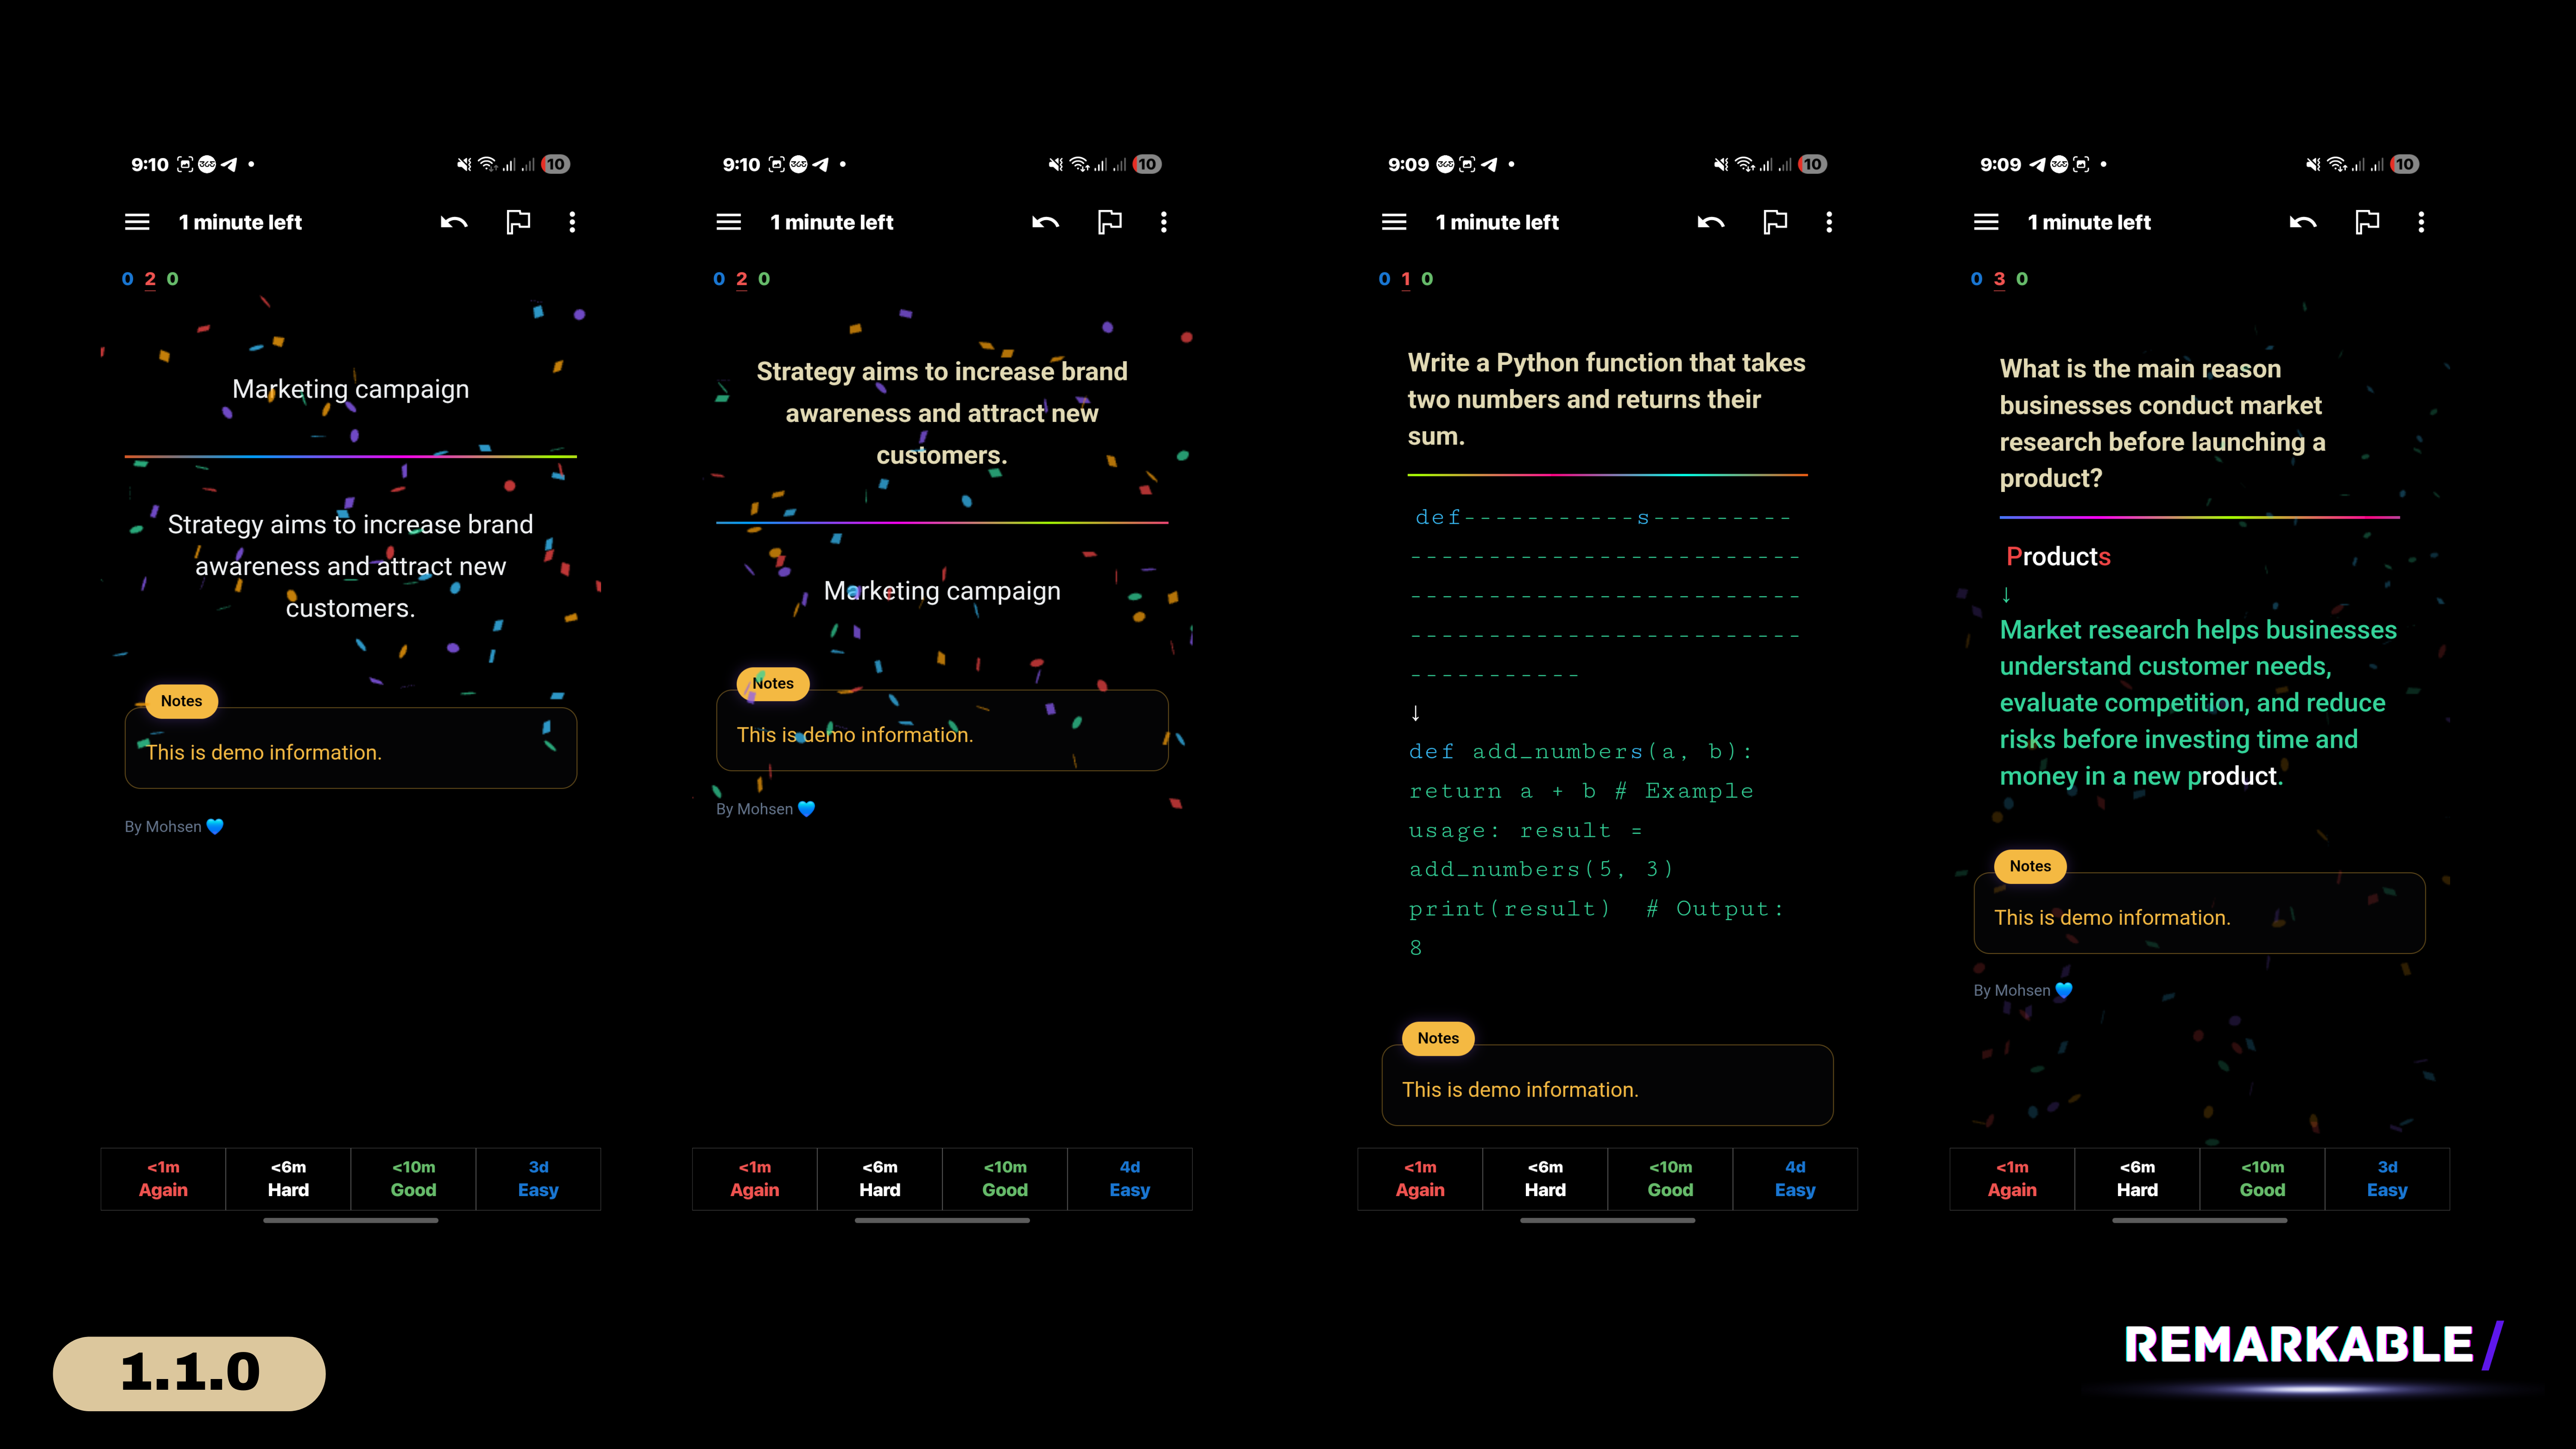 9:10
10
1 minute left
0 2 0
Marketing campaign
Strategy aims to increase brand
awareness and attract new
customers.
Notes
This is demo information.
By Mohsen 💙
<1m
Again
<6m
Hard
<10m
Good
3d
Easy
9:10
10
1 minute left
0 2 0
Strategy aims to increase brand
awareness and attract new
customers.
Marketing campaign
Notes
This is demo information.
By Mohsen 💙
<1m
Again
<6m
Hard
<10m
Good
4d
Easy
9:09
10
1 minute left
0 1 0
Write a Python function that takes
two numbers and returns their
sum.
def-----------s---------
------------------------
------------------------
------------------------
-----------
↓
def add_numbers(a, b):
return a + b # Example
usage: result =
add_numbers(5, 3)
print(result)  # Output:
8
Notes
This is demo information.
<1m
Again
<6m
Hard
<10m
Good
4d
Easy
9:09
10
1 minute left
0 3 0
What is the main reason
businesses conduct market
research before launching a
product?
Products
↓
Market research helps businesses
understand customer needs,
evaluate competition, and reduce
risks before investing time and
money in a new product.
Notes
This is demo information.
By Mohsen 💙
<1m
Again
<6m
Hard
<10m
Good
3d
Easy
1.1.0
REMARKABLE/